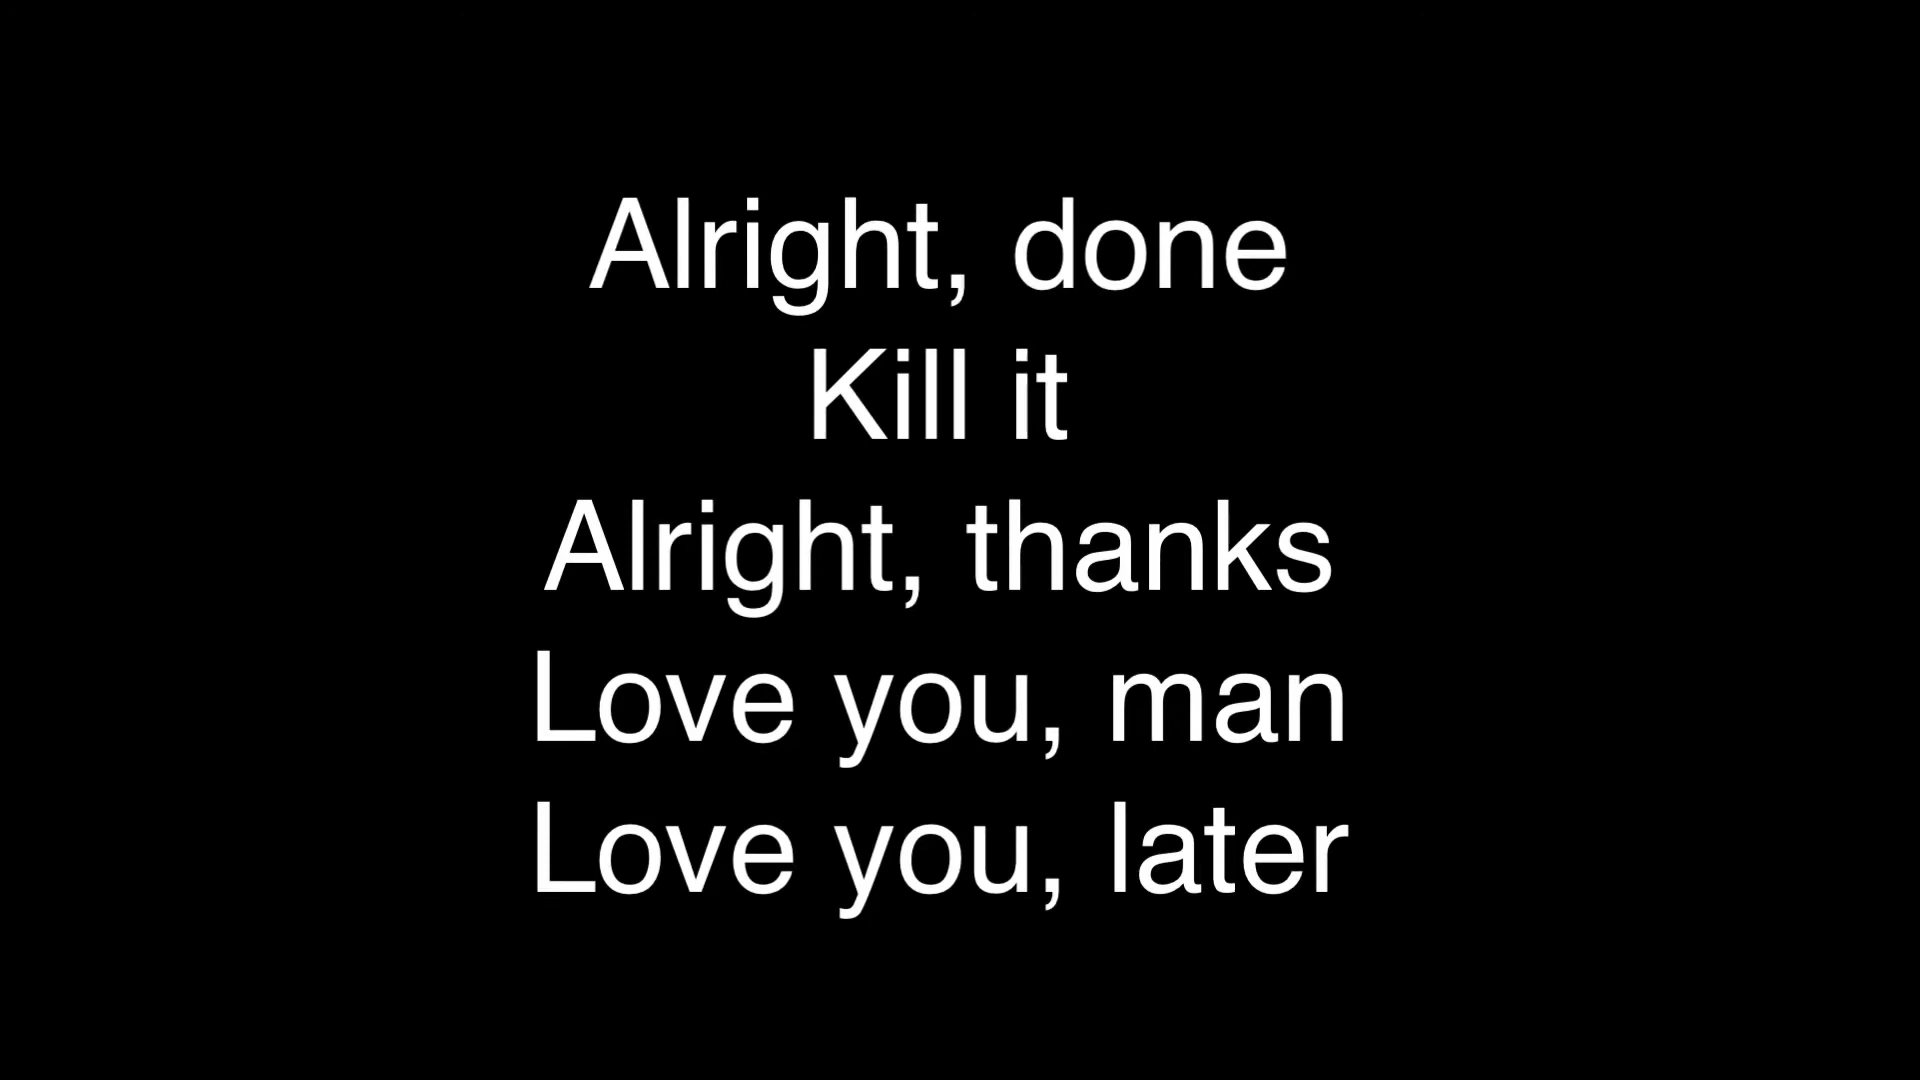 Alright, done
Kill it
Alright, thanks
Love you, man
Love you, later